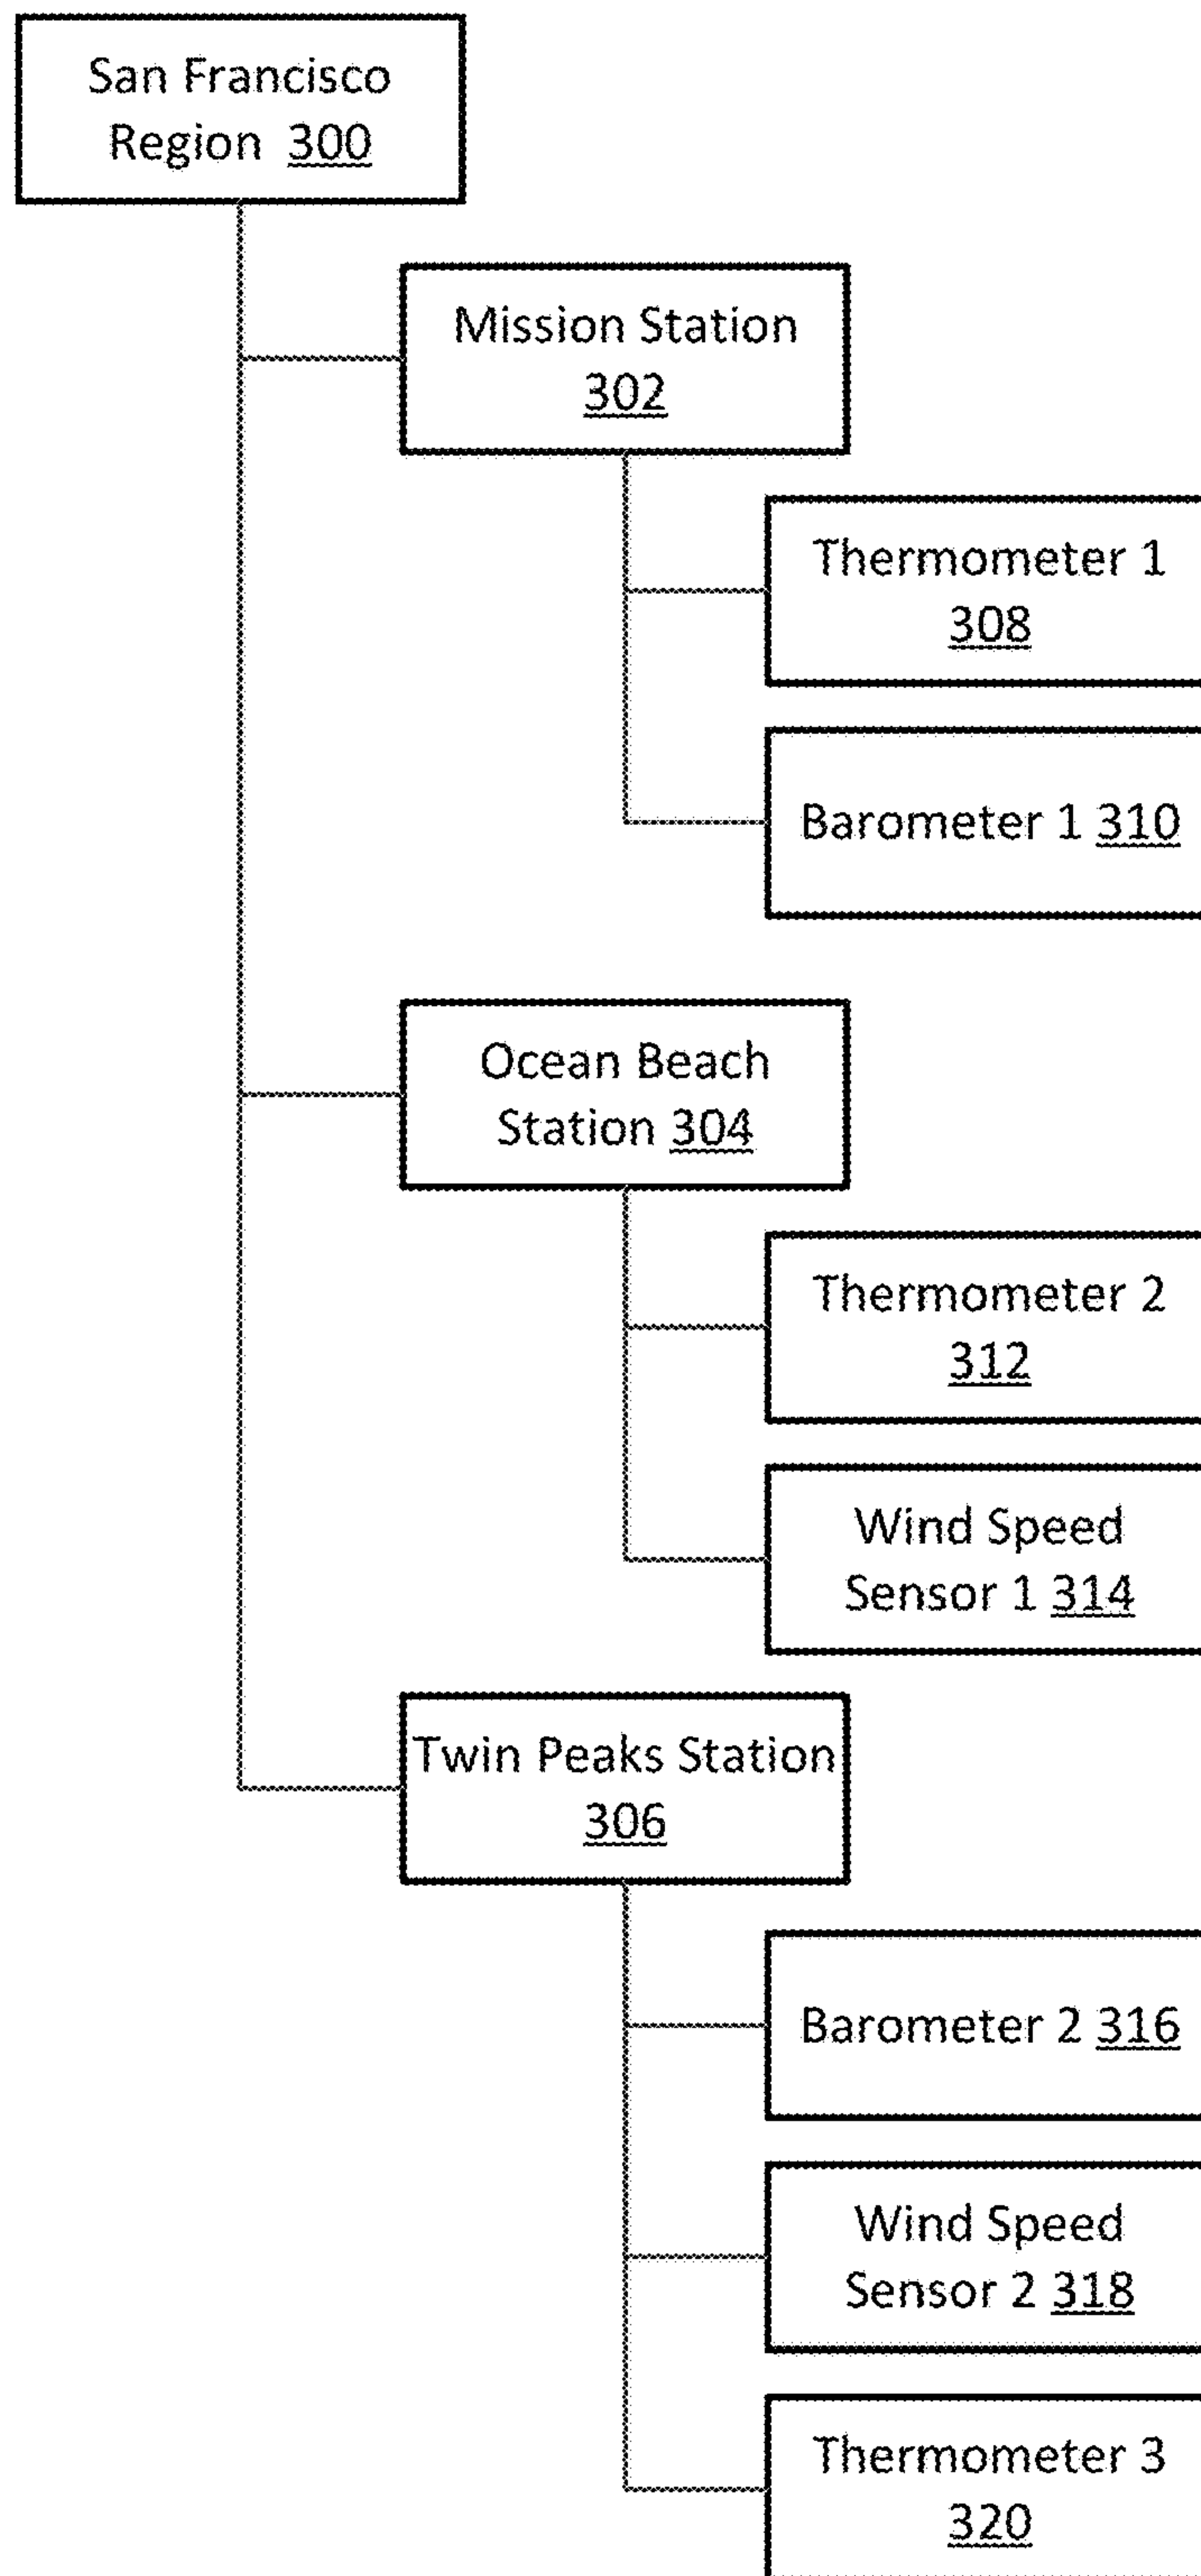 San Francisco
Region 300
Mission Station
302
Thermometer 1
308
Barometer 1 310
Ocean Beach
Station 304
Thermometer 2
312
Wind Speed
Sensor 1 314
Twin Peaks Station
306
Barometer 2 316
Wind Speed
Sensor 2 318
Thermometer 3
320